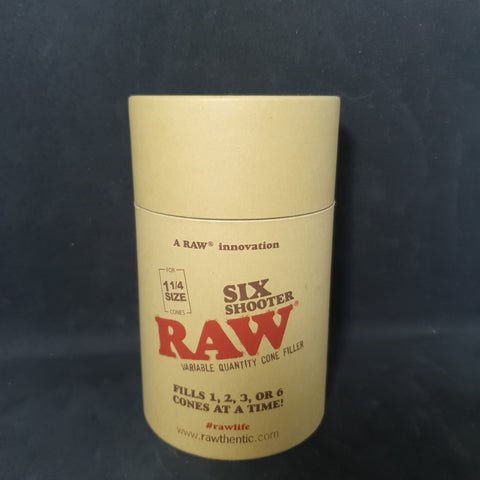 A RAW® innovation
FOR
1 1/4
SIZE
CONES
SIX
SHOOTER
RAW®
VARIABLE QUANTITY CONE FILLER
FILLS 1, 2, 3, OR 6
CONES AT A TIME!
#rawlife
www.rawthentic.com